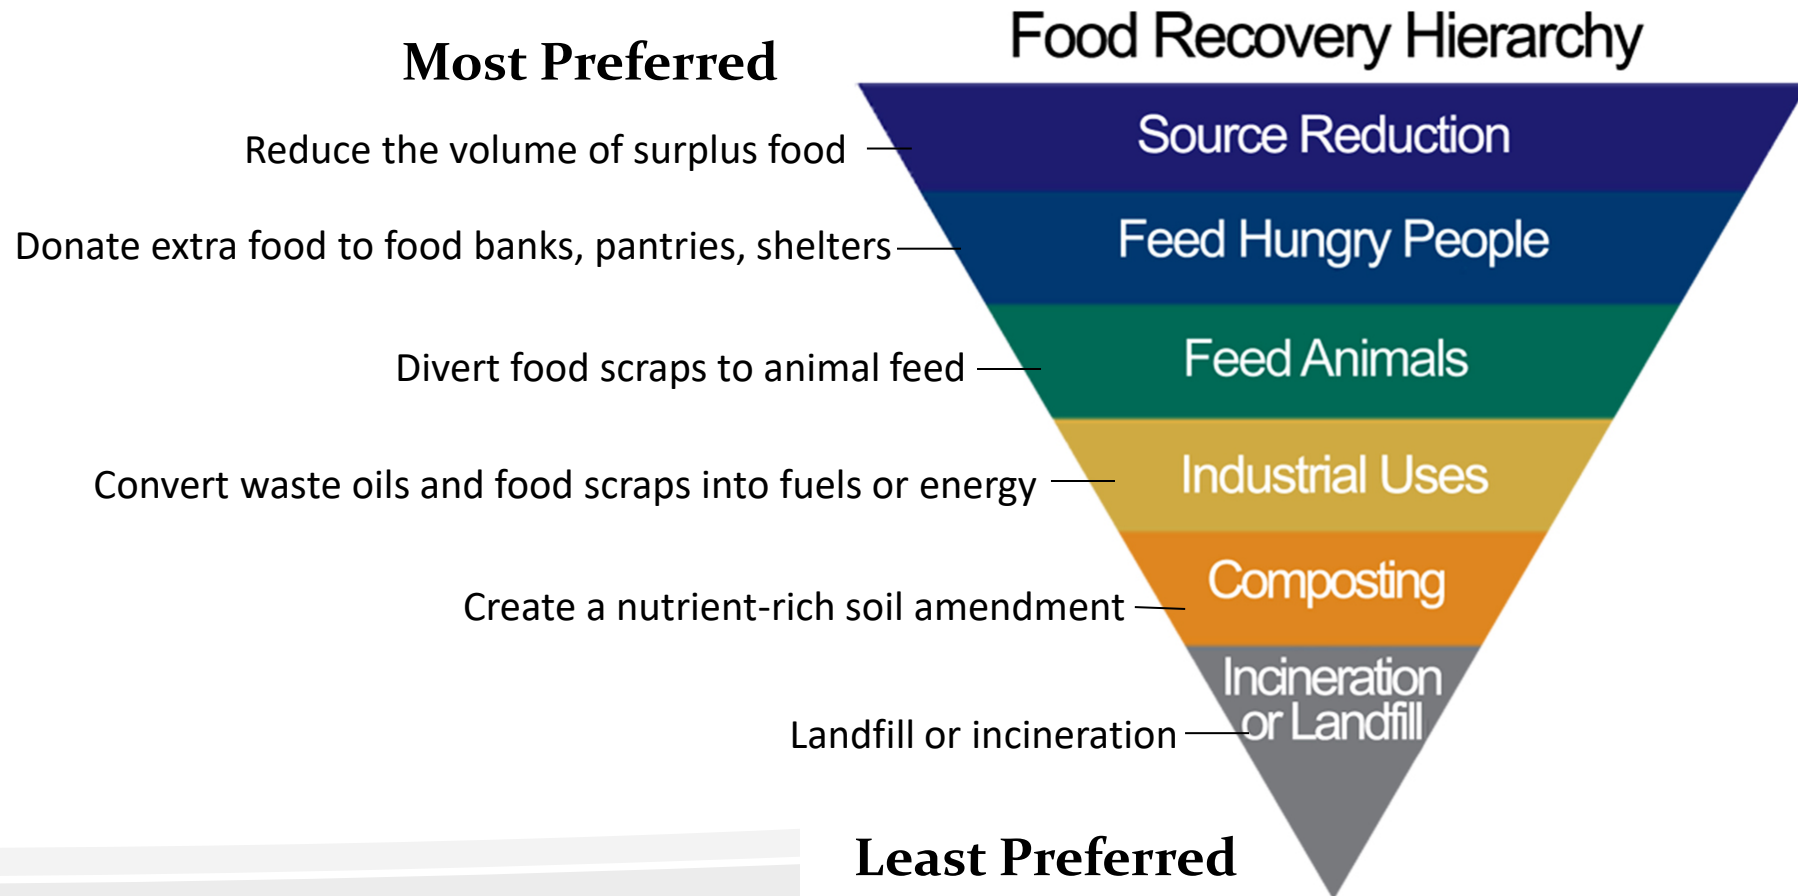 Food Recovery Hierarchy
Most Preferred
Source Reduction
Reduce the volume of surplus food
Feed Hungry People
Donate extra food to food banks, pantries, shelters
Feed Animals
Divert food scraps to animal feed
Industrial Uses
Convert waste oils and food scraps into fuels or energy
Composting
Create a nutrient-rich soil amendment
Incineration
or Landfill
Landfill or incineration
Least Preferred